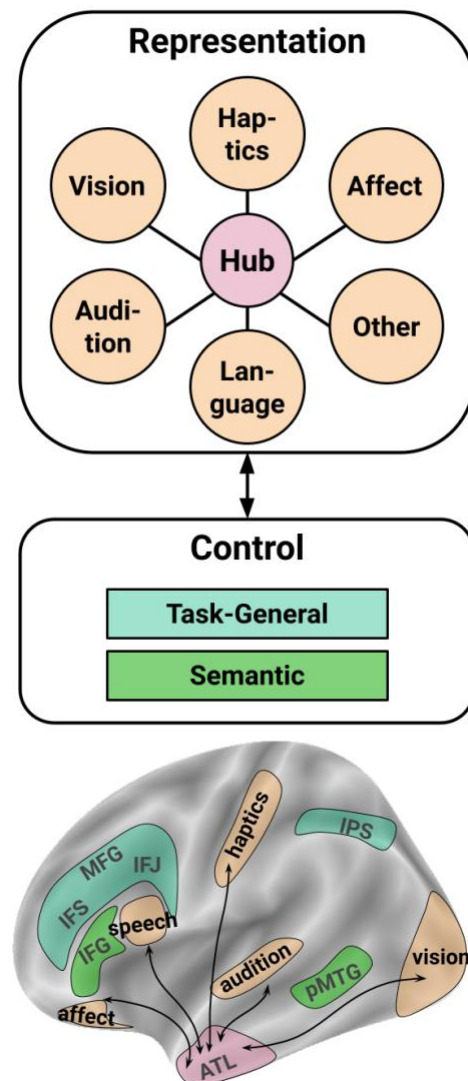 Representation
Hap-
tics
Vision
Affect
Hub
Audi-
tion
Other
Lan-
guage
Control
Task-General
Semantic
haptics
IPS
MFG
IFJ
IFS
speech
IFG
audition
vision
pMTG
affect
ATL